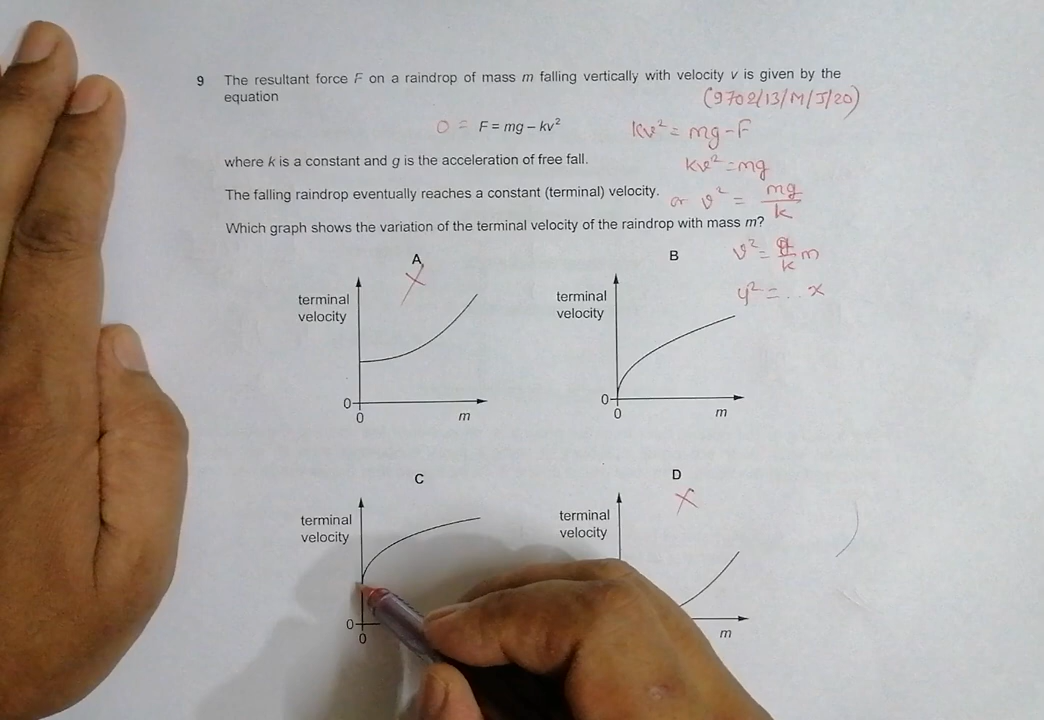 9 The resultant force F on a raindrop of mass m falling vertically with velocity v is given by the
equation
(9702/13/M/J/20)
0 = F = mg – kv²
kv² = mg - F
where k is a constant and g is the acceleration of free fall.
kv² = mg
The falling raindrop eventually reaches a constant (terminal) velocity.
or v² = mg/k
Which graph shows the variation of the terminal velocity of the raindrop with mass m?
v² = g/k m
y² = .. x
A
terminal
velocity
0
0
m
B
terminal
velocity
0
0
m
C
terminal
velocity
0
0
D
terminal
velocity
m